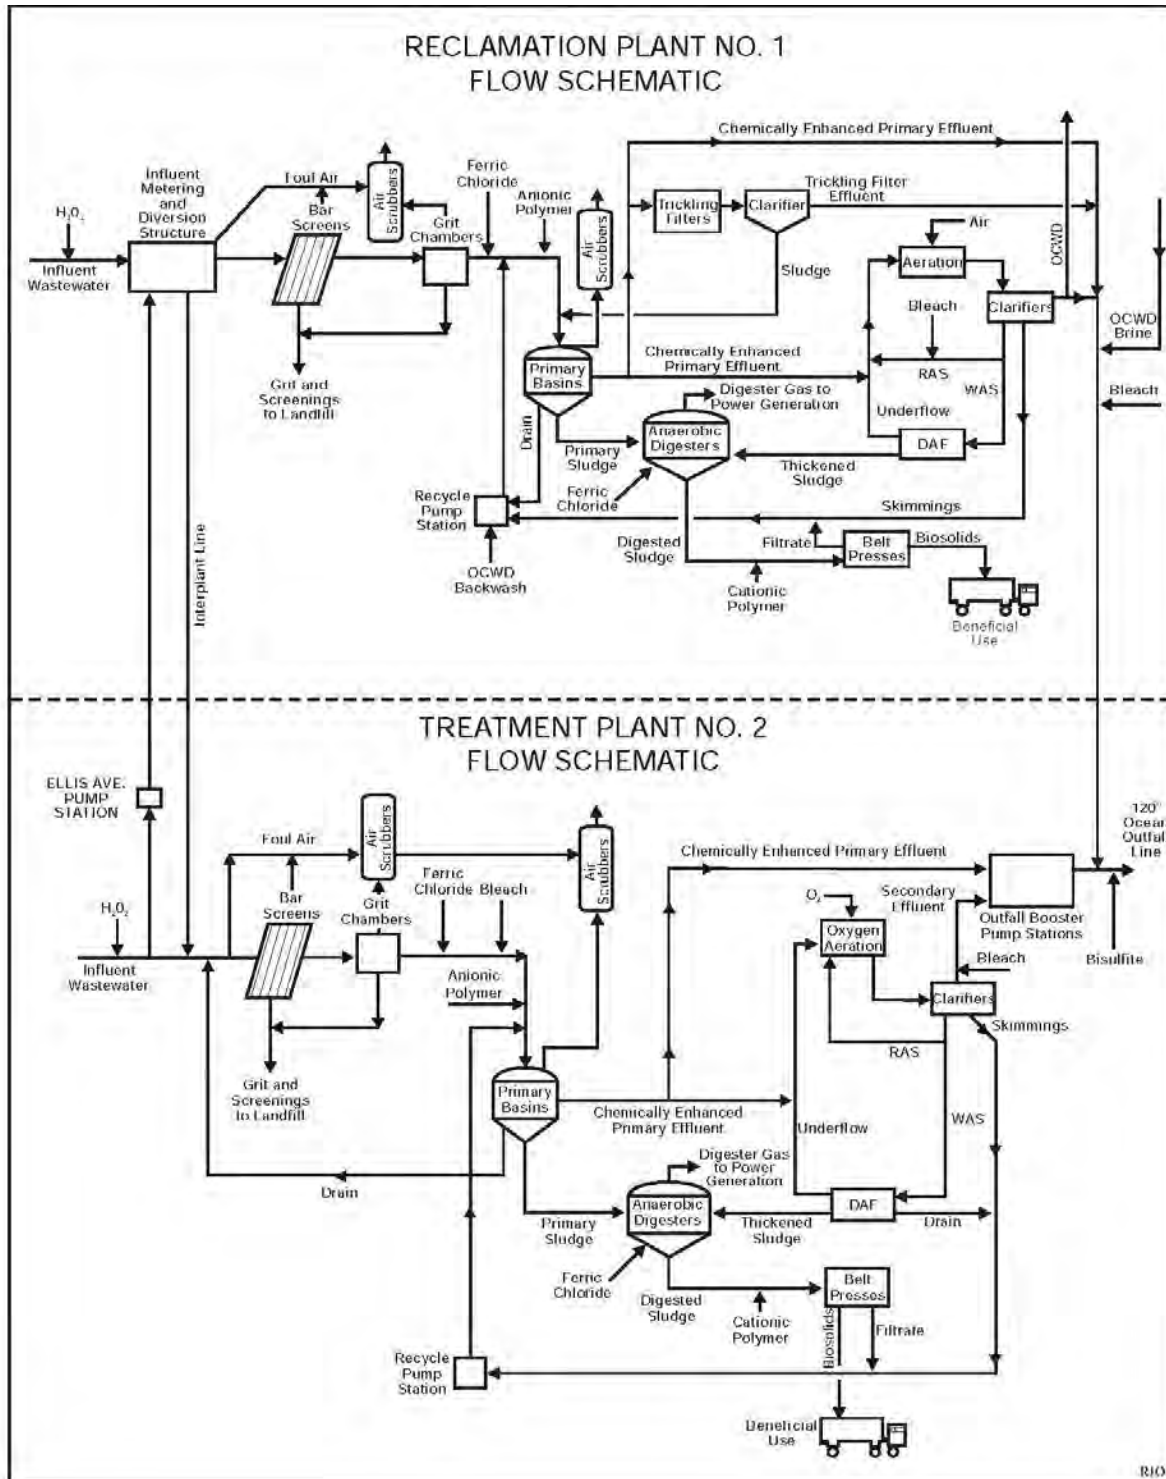 RECLAMATION PLANT NO. 1
FLOW SCHEMATIC
Chemically Enhanced Primary Effluent
Influent
Metering
and
Diversion
Structure
Foul Air
Air
Scrubbers
Ferric
Chloride
Anionic
Polymer
Air
Scrubbers
Trickling
Filters
Clarifier
Trickling Filter
Effluent
H₂O₂
Bar
Screens
Grit
Chambers
Air
OCWD
Influent
Wastewater
Sludge
Aeration
Bleach
Clarifiers
OCWD
Brine
Chemically Enhanced
Primary Effluent
RAS
WAS
Primary
Basins
Grit and
Screenings
to Landfill
Digester Gas to
Power Generation
Bleach
Drain
Underflow
Anaerobic
Digesters
DAF
Primary
Sludge
Thickened
Sludge
Recycle
Pump
Station
Ferric
Chloride
Skimmings
Interplant Line
OCWD
Backwash
Digested
Sludge
Filtrate
Belt
Presses
Biosolids
Cationic
Polymer
Beneficial
Use
TREATMENT PLANT NO. 2
FLOW SCHEMATIC
ELLIS AVE.
PUMP
STATION
Foul Air
Air
Scrubbers
Air
Scrubbers
Chemically Enhanced Primary Effluent
120"
Ocean
Outfall
Line
Ferric
Chloride
Bleach
H₂O₂
Bar
Screens
Grit
Chambers
Secondary
Effluent
O₂
Oxygen
Aeration
Outfall Booster
Pump Stations
Influent
Wastewater
Anionic
Polymer
Bleach
Bisulfite
Clarifiers
Skimmings
RAS
Grit and
Screenings
to Landfill
Primary
Basins
Chemically Enhanced
Primary Effluent
Underflow
WAS
Drain
Digester Gas
to Power
Generation
Anaerobic
Digesters
DAF
Primary
Sludge
Thickened
Sludge
Drain
Ferric
Chloride
Digested
Sludge
Belt
Presses
Cationic
Polymer
Biosolids
Filtrate
Recycle
Pump
Station
Beneficial
Use